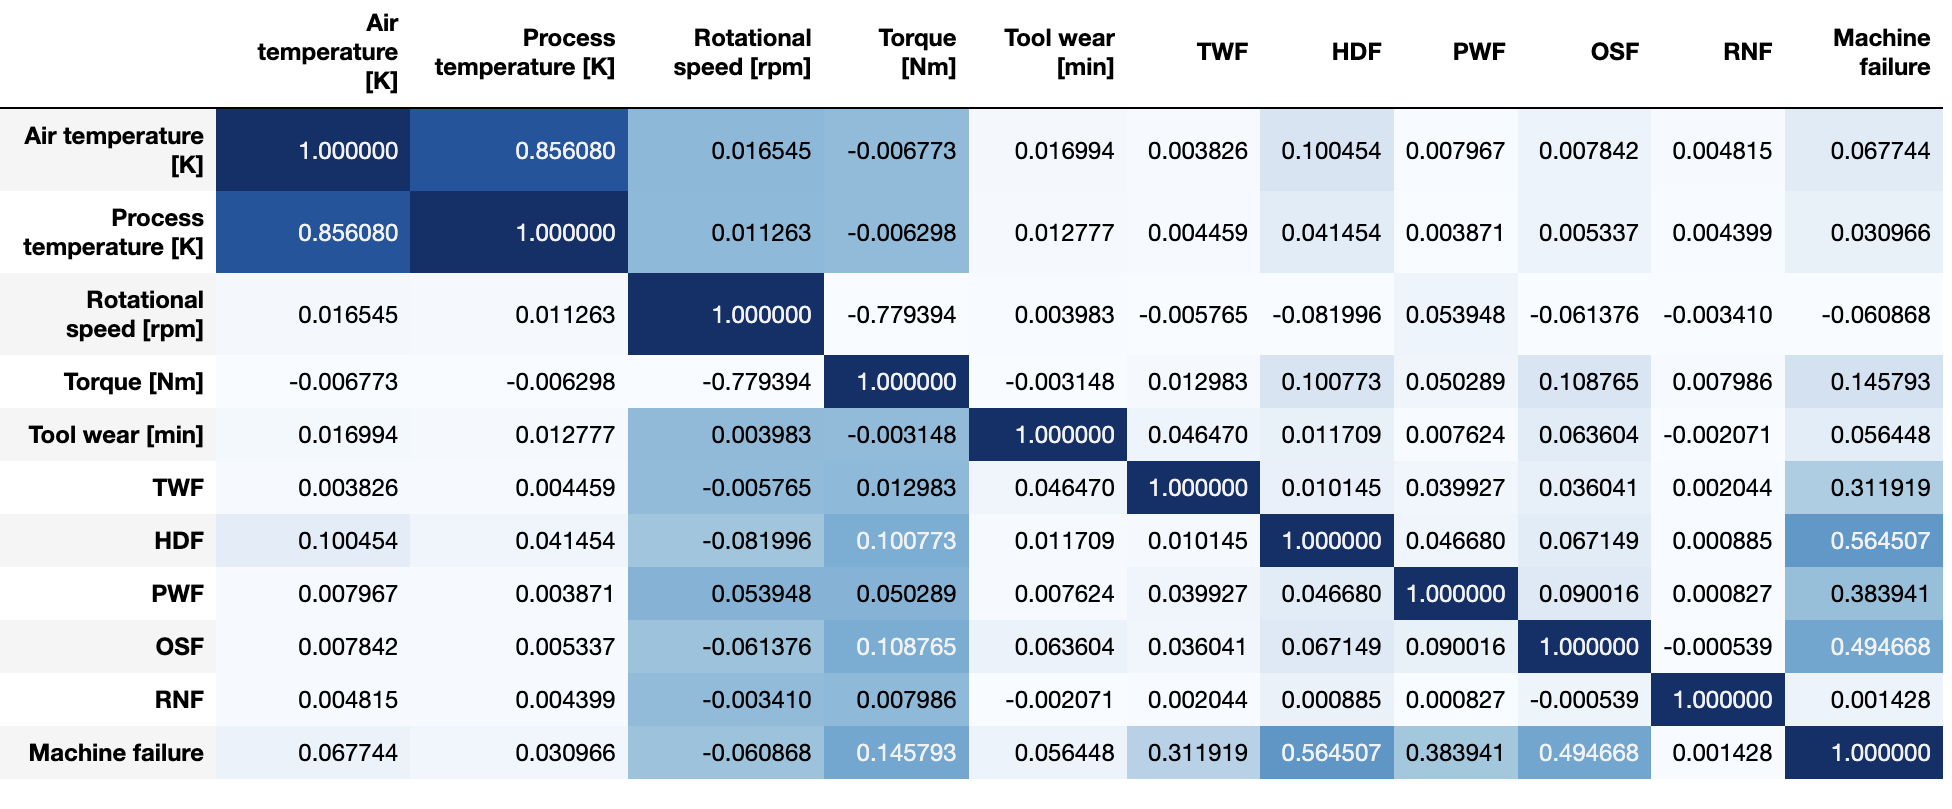 Air temperature [K] Process temperature [K] Rotational speed [rpm] Torque [Nm] Tool wear [min] TWF HDF PWF OSF RNF Machine failure
Air temperature [K] 1.000000 0.856080 0.016545 -0.006773 0.016994 0.003826 0.100454 0.007967 0.007842 0.004815 0.067744
Process temperature [K] 0.856080 1.000000 0.011263 -0.006298 0.012777 0.004459 0.041454 0.003871 0.005337 0.004399 0.030966
Rotational speed [rpm] 0.016545 0.011263 1.000000 -0.779394 0.003983 -0.005765 -0.081996 0.053948 -0.061376 -0.003410 -0.060868
Torque [Nm] -0.006773 -0.006298 -0.779394 1.000000 -0.003148 0.012983 0.100773 0.050289 0.108765 0.007986 0.145793
Tool wear [min] 0.016994 0.012777 0.003983 -0.003148 1.000000 0.046470 0.011709 0.007624 0.063604 -0.002071 0.056448
TWF 0.003826 0.004459 -0.005765 0.012983 0.046470 1.000000 0.010145 0.039927 0.036041 0.002044 0.311919
HDF 0.100454 0.041454 -0.081996 0.100773 0.011709 0.010145 1.000000 0.046680 0.067149 0.000885 0.564507
PWF 0.007967 0.003871 0.053948 0.050289 0.007624 0.039927 0.046680 1.000000 0.090016 0.000827 0.383941
OSF 0.007842 0.005337 -0.061376 0.108765 0.063604 0.036041 0.067149 0.090016 1.000000 -0.000539 0.494668
RNF 0.004815 0.004399 -0.003410 0.007986 -0.002071 0.002044 0.000885 0.000827 -0.000539 1.000000 0.001428
Machine failure 0.067744 0.030966 -0.060868 0.145793 0.056448 0.311919 0.564507 0.383941 0.494668 0.001428 1.000000